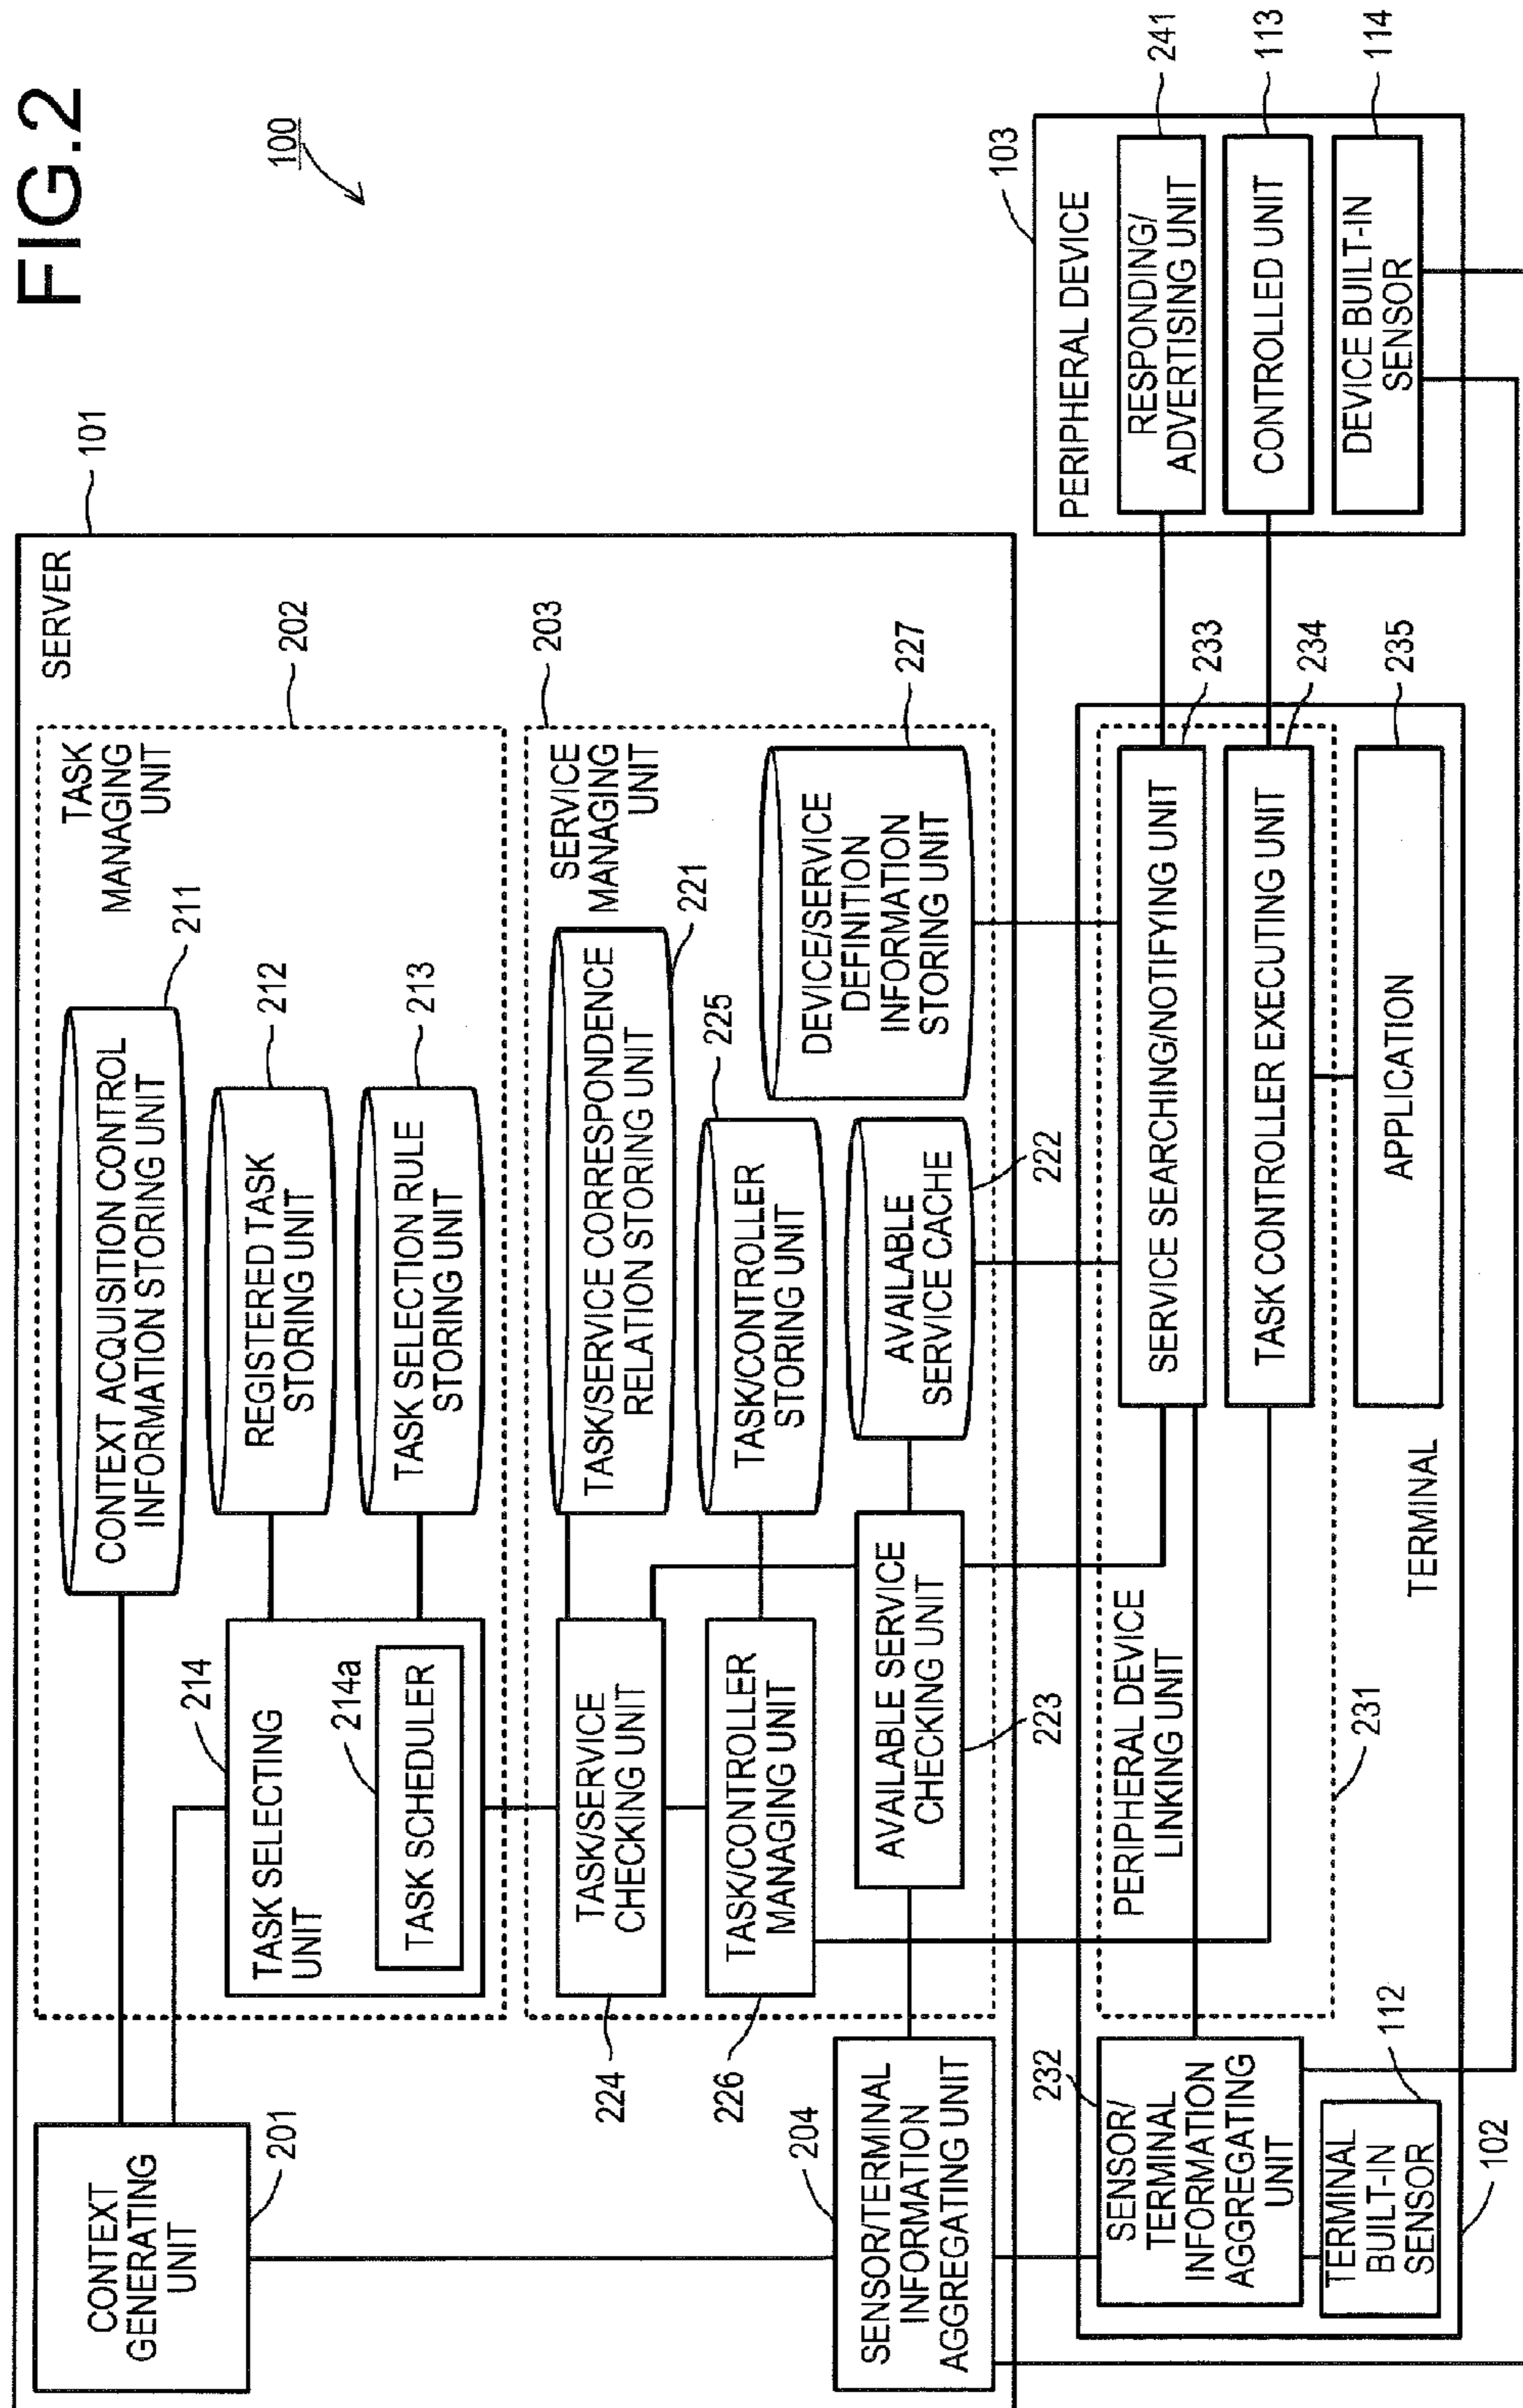 FIG.2
100
101
SERVER
CONTEXT
GENERATING
UNIT
201
TASK
MANAGING
UNIT
202
CONTEXT ACQUISITION CONTROL
INFORMATION STORING UNIT
211
REGISTERED TASK
STORING UNIT
212
TASK SELECTION RULE
STORING UNIT
213
214
TASK SELECTING
UNIT
214a
TASK SCHEDULER
SERVICE
MANAGING
UNIT
203
TASK/SERVICE CORRESPONDENCE
RELATION STORING UNIT
221
TASK/SERVICE
CHECKING UNIT
224
TASK/CONTROLLER
STORING UNIT
225
TASK/CONTROLLER
MANAGING UNIT
226
AVAILABLE
SERVICE CACHE
222
AVAILABLE SERVICE
CHECKING UNIT
223
DEVICE/SERVICE
DEFINITION
INFORMATION
STORING UNIT
227
204
SENSOR/TERMINAL
INFORMATION
AGGREGATING UNIT
232
SENSOR/
TERMINAL
INFORMATION
AGGREGATING
UNIT
TERMINAL
BUILT-IN
SENSOR
112
102
PERIPHERAL DEVICE
LINKING UNIT
231
SERVICE SEARCHING/NOTIFYING UNIT
233
TASK CONTROLLER EXECUTING UNIT
234
APPLICATION
235
TERMINAL
103
PERIPHERAL DEVICE
RESPONDING/
ADVERTISING UNIT
241
CONTROLLED UNIT
113
DEVICE BUILT-IN
SENSOR
114